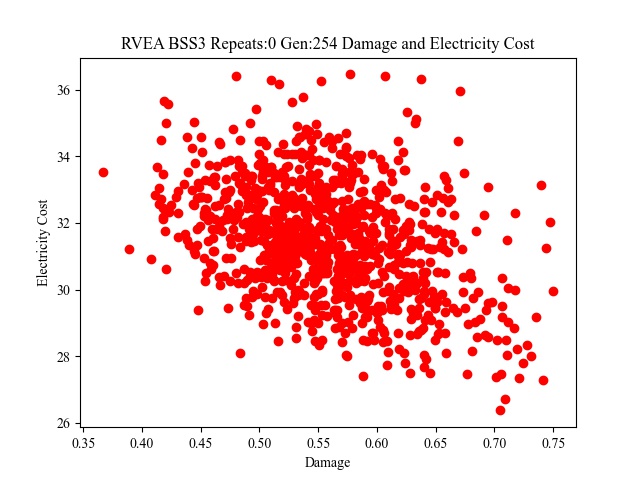 RVEA BSS3 Repeats:0 Gen:254 Damage and Electricity Cost
36
34
32
30
28
26
Electricity Cost
0.35 0.40 0.45 0.50 0.55 0.60 0.65 0.70 0.75
Damage